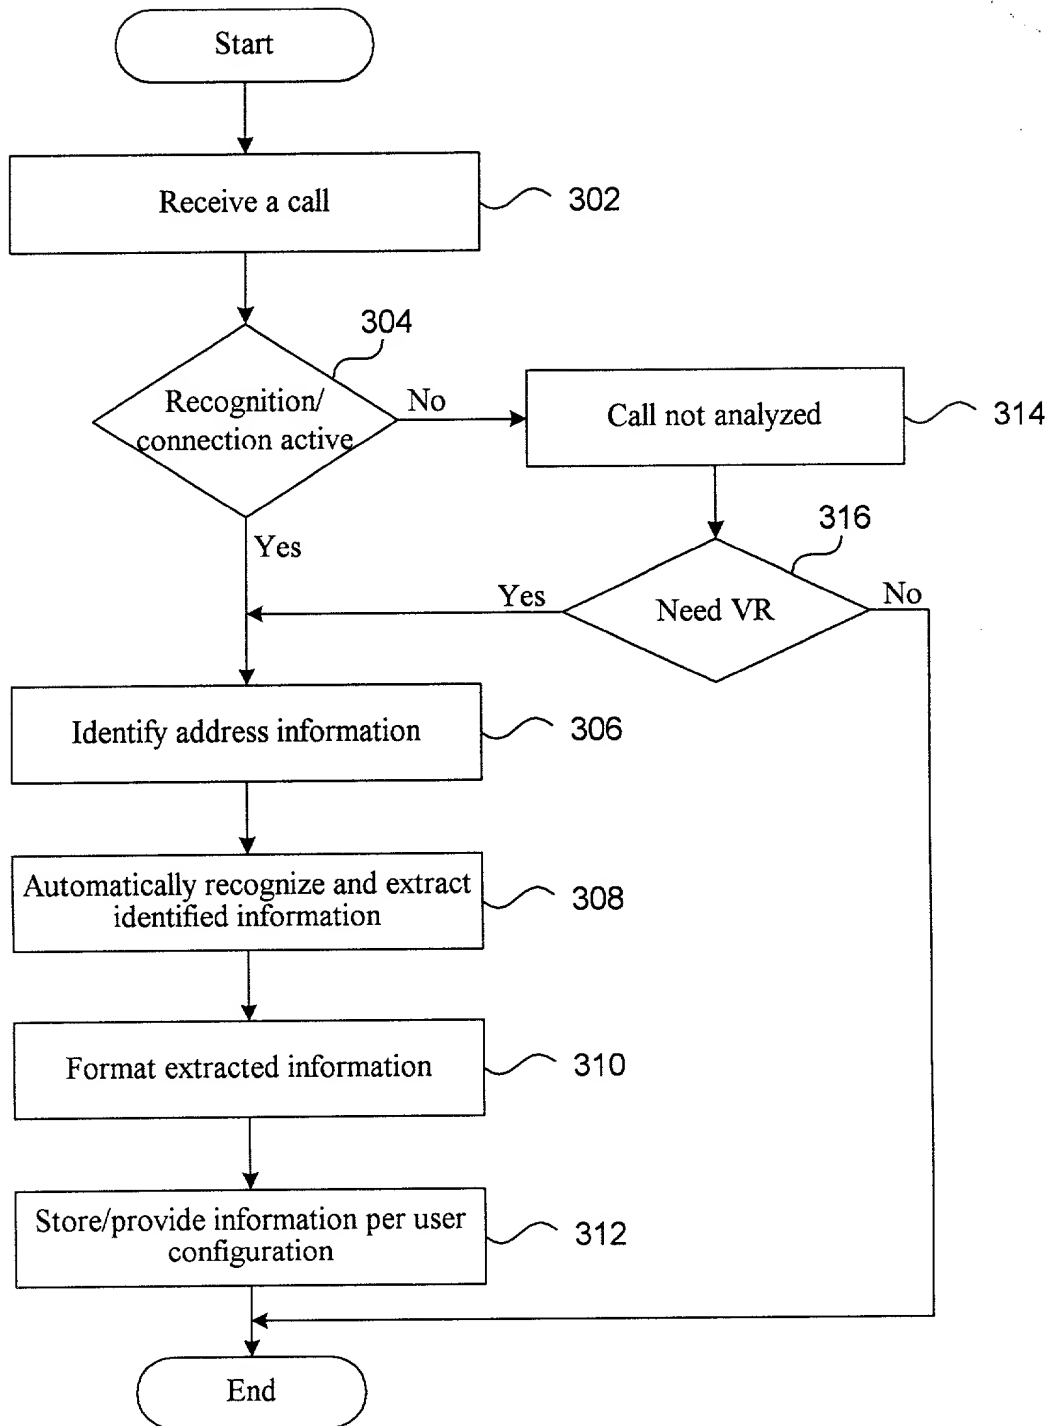 Start
Receive a call
302
304
Recognition/
connection active
No
Call not analyzed
314
Yes
316
Need VR
Yes
No
Identify address information
306
Automatically recognize and extract
identified information
308
Format extracted information
310
Store/provide information per user
configuration
312
End